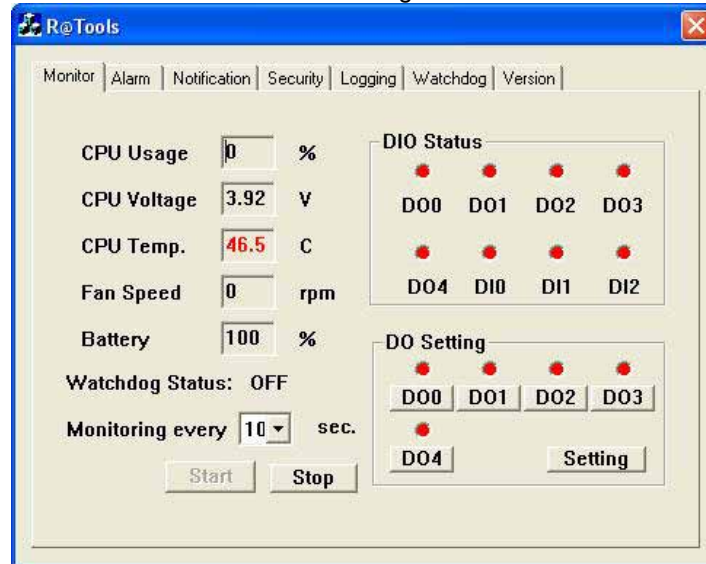 R@Tools
Monitor Alarm Notification Security Logging Watchdog Version
CPU Usage 0 %
CPU Voltage 3.92 V
CPU Temp. 46.5 C
Fan Speed 0 rpm
Battery 100 %
Watchdog Status: OFF
Monitoring every 10 sec.
Start Stop
DIO Status
DO0 DO1 DO2 DO3
DO4 DI0 DI1 DI2
DO Setting
DO0 DO1 DO2 DO3
DO4 Setting